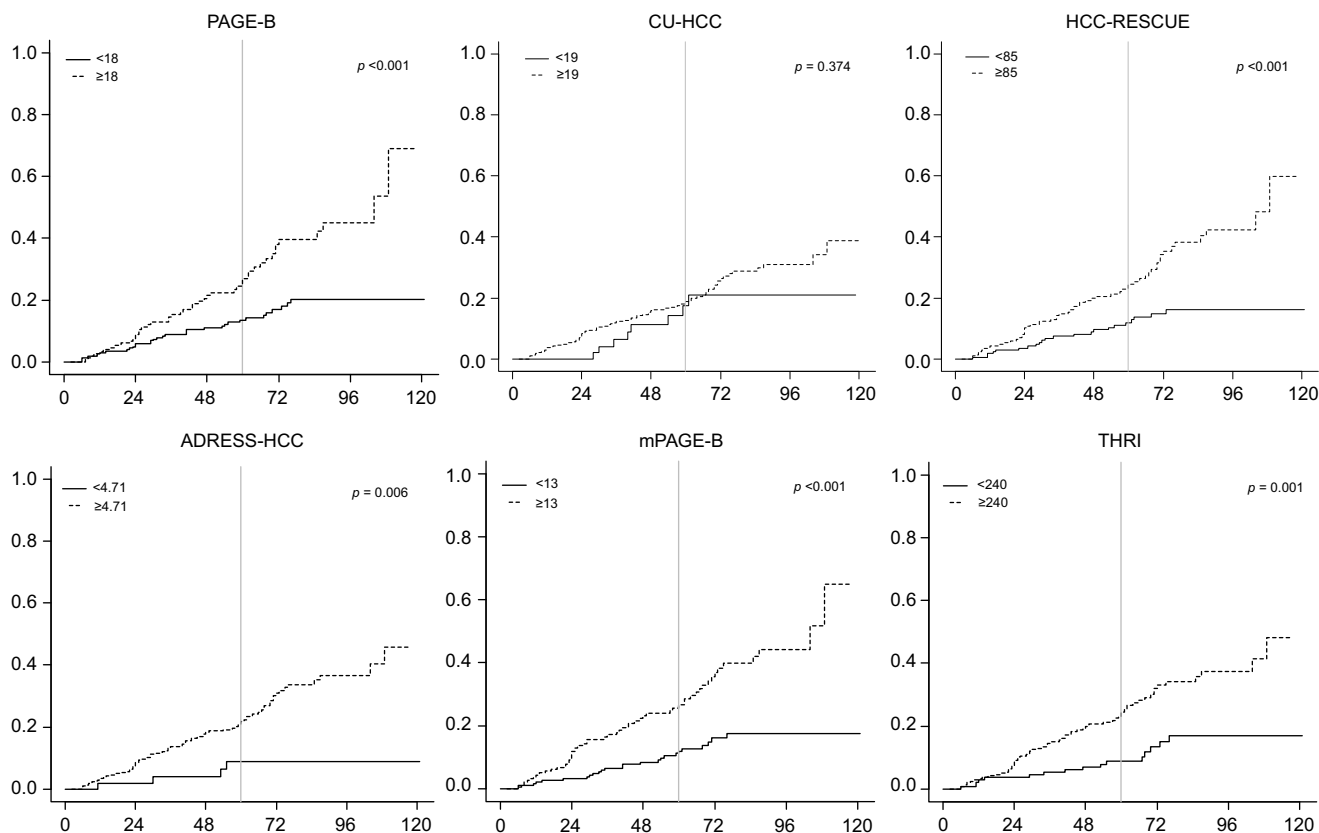 PAGE-B
<18
≥18
p <0.001
1.0
0.8
0.6
0.4
0.2
0.0
0 24 48 72 96 120
CU-HCC
<19
≥19
p = 0.374
1.0
0.8
0.6
0.4
0.2
0.0
0 24 48 72 96 120
HCC-RESCUE
<85
≥85
p <0.001
1.0
0.8
0.6
0.4
0.2
0.0
0 24 48 72 96 120
ADRESS-HCC
<4.71
≥4.71
p = 0.006
1.0
0.8
0.6
0.4
0.2
0.0
0 24 48 72 96 120
mPAGE-B
<13
≥13
p <0.001
1.0
0.8
0.6
0.4
0.2
0.0
0 24 48 72 96 120
THRI
<240
≥240
p = 0.001
1.0
0.8
0.6
0.4
0.2
0.0
0 24 48 72 96 120